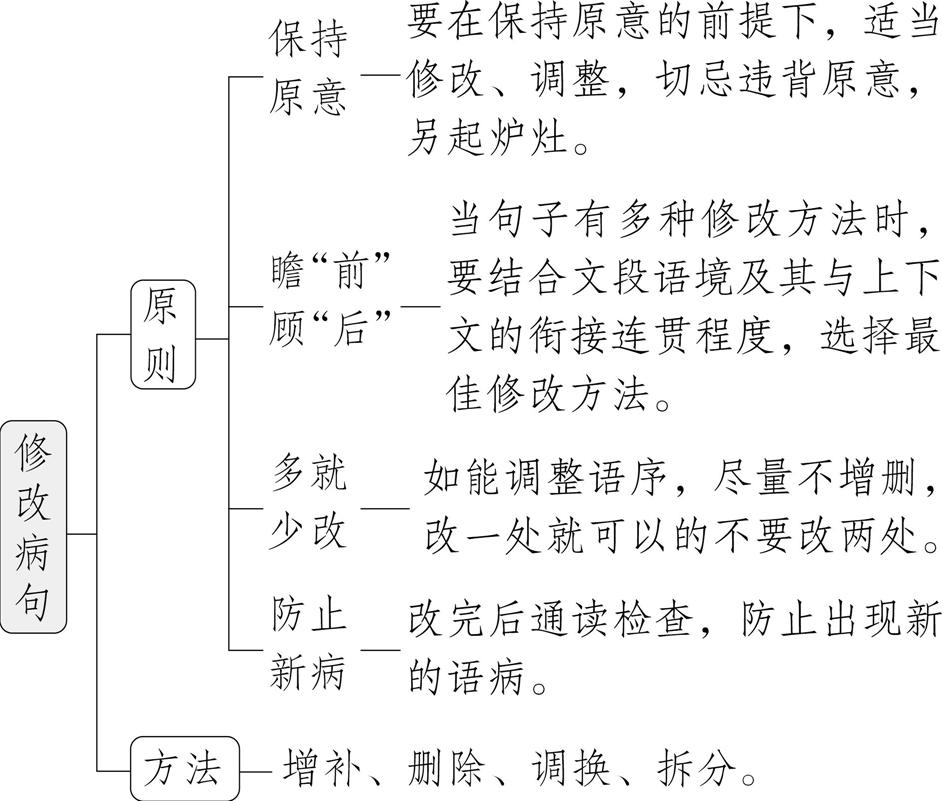 修改病句
原则
保持
原意
要在保持原意的前提下，适当
修改、调整，切忌违背原意，
另起炉灶。
瞻“前”
顾“后”
当句子有多种修改方法时，
要结合文段语境及其与上下
文的衔接连贯程度，选择最
佳修改方法。
多就
少改
如能调整语序，尽量不增删，
改一处就可以的不要改两处。
防止
新病
改完后通读检查，防止出现新
的语病。
方法
增补、删除、调换、拆分。